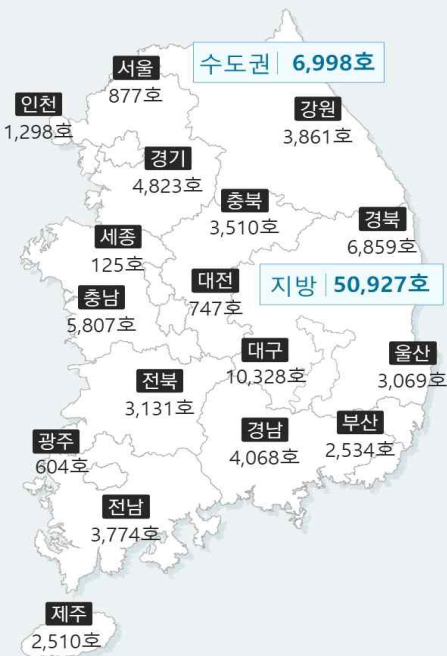 서울
877호
수도권 6,998호
인천
1,298호
강원
3,861호
경기
4,823호
충북
3,510호
경북
6,859호
세종
125호
대전
747호
지방 50,927호
충남
5,807호
대구
10,328호
울산
3,069호
전북
3,131호
경남
4,068호
부산
2,534호
광주
604호
전남
3,774호
제주
2,510호